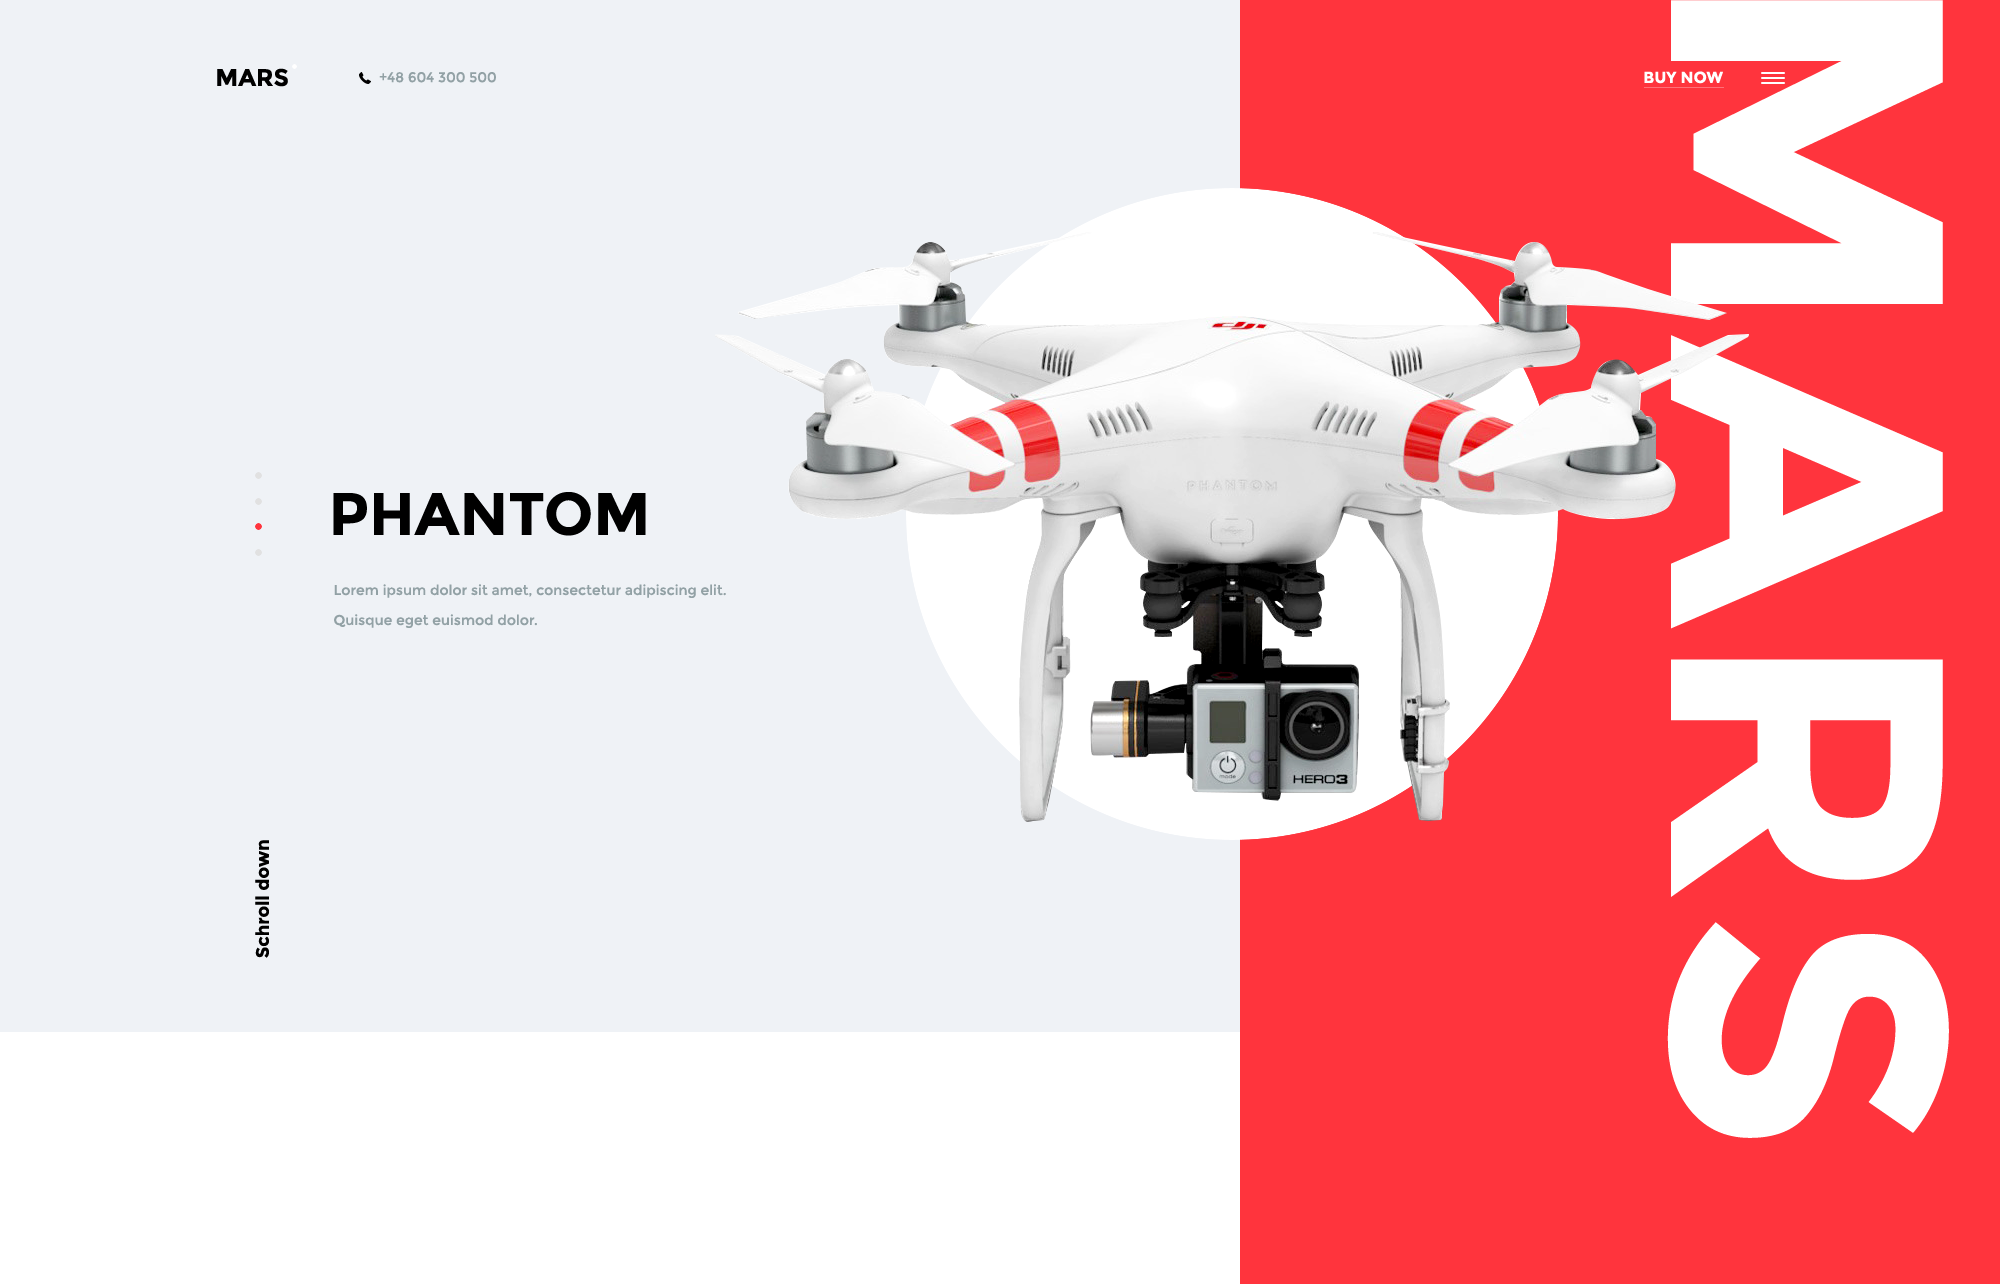 MARS
+48 604 300 500
BUY NOW
MARS
dji
PHANTOM
PHANTOM
Lorem ipsum dolor sit amet, consectetur adipiscing elit.
Quisque eget euismod dolor.
mode
HERO3
Schroll down